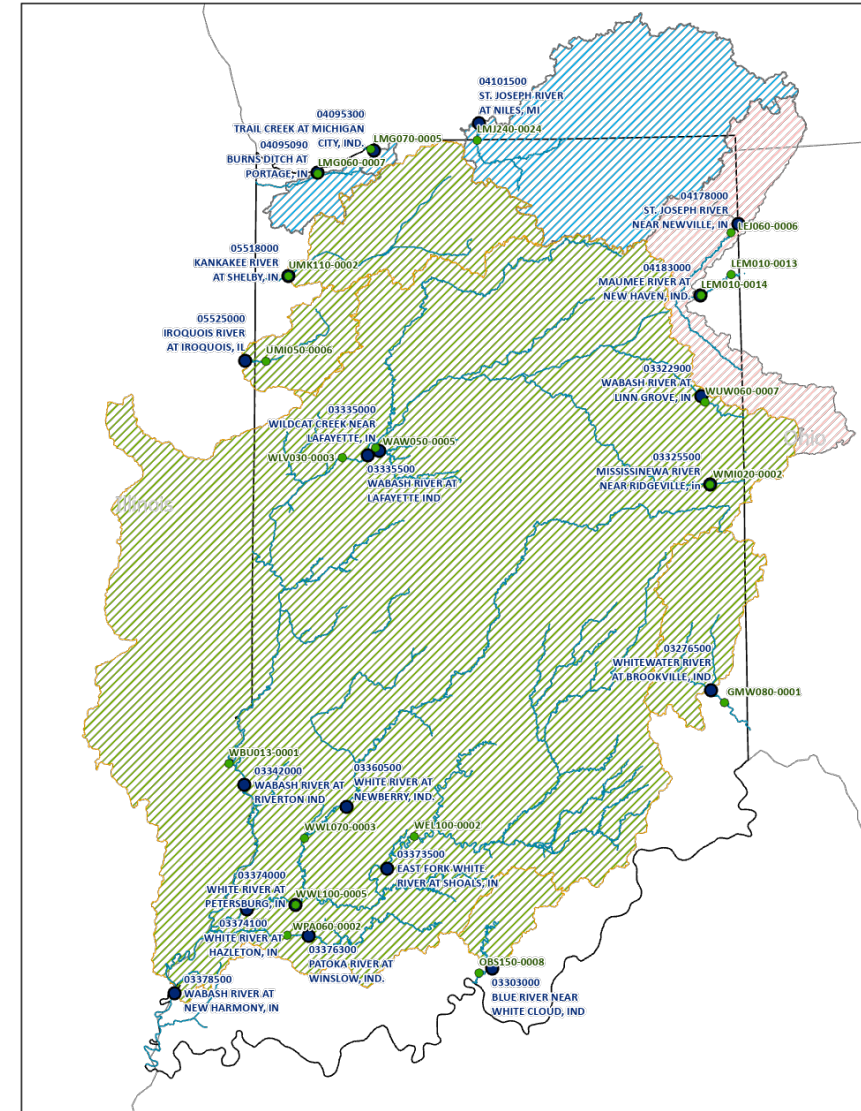 04101500
ST. JOSEPH RIVER
AT NILES, MI
LMJ240-0024
04095300
TRAIL CREEK AT MICHIGAN
CITY, IND.
LMG070-0005
04095090
BURNS DITCH AT
PORTAGE, IN
LMG060-0007
04178000
ST. JOSEPH RIVER
NEAR NEWVILLE, IN
LEJ060-0006
05518000
KANKAKEE RIVER
AT SHELBY, IN
UMK110-0002
LEM010-0013
04183000
MAUMEE RIVER AT
NEW HAVEN, IND.
LEM010-0014
05525000
IROQUOIS RIVER
AT IROQUOIS, IL
UMI050-0006
03322900
WABASH RIVER AT
LINN GROVE, IN
WUW060-0007
03335000
WILDCAT CREEK NEAR
LAFAYETTE, IN
WAW050-0005
WLV030-0003
03335500
WABASH RIVER AT
LAFAYETTE IND
Ohio
03325500
MISSISSINEWA RIVER
NEAR RIDGEVILLE, in
WMI020-0002
Illinois
03276500
WHITEWATER RIVER
AT BROOKVILLE, IND
GMW080-0001
WBU013-0001
03342000
WABASH RIVER AT
RIVERTON IND
03360500
WHITE RIVER AT
NEWBERRY, IND.
WWL070-0003
WEL100-0002
03373500
EAST FORK WHITE
RIVER AT SHOALS, IN
03374000
WHITE RIVER AT
PETERSBURG, IN
WWL100-0005
03374100
WHITE RIVER AT
HAZLETON, IN
WPA060-0002
03376300
PATOKA RIVER AT
WINSLOW, IND.
03378500
WABASH RIVER AT
NEW HARMONY, IN
OBS150-0008
03303000
BLUE RIVER NEAR
WHITE CLOUD, IND